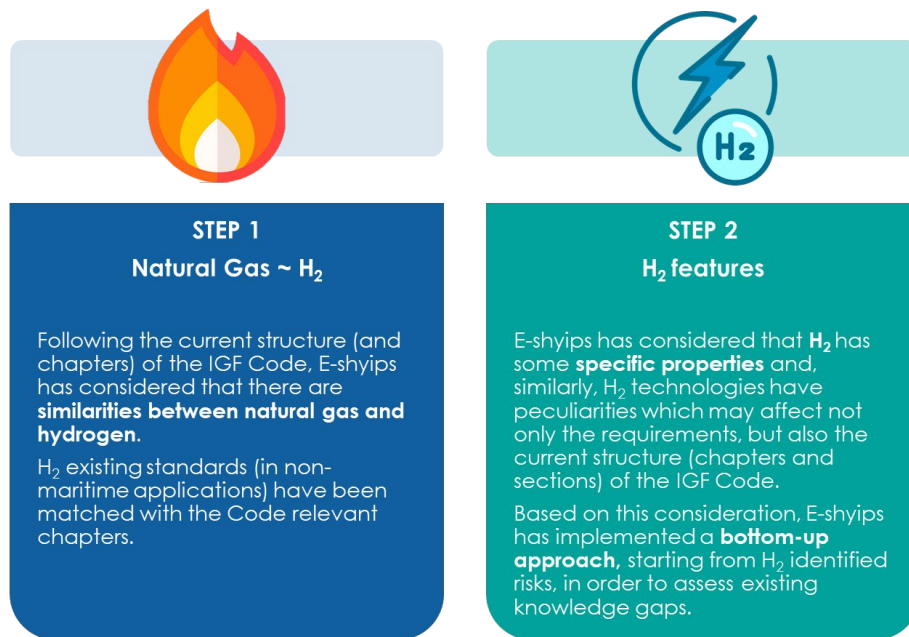 H2
STEP 1
Natural Gas ~ H₂
Following the current structure (and
chapters) of the IGF Code, E-shyips
has considered that there are
similarities between natural gas and
hydrogen.
H₂ existing standards (in non-
maritime applications) have been
matched with the Code relevant
chapters.
STEP 2
H₂ features
E-shyips has considered that H₂ has
some specific properties and,
similarly, H₂ technologies have
peculiarities which may affect not
only the requirements, but also the
current structure (chapters and
sections) of the IGF Code.
Based on this consideration, E-shyips
has implemented a bottom-up
approach, starting from H₂ identified
risks, in order to assess existing
knowledge gaps.